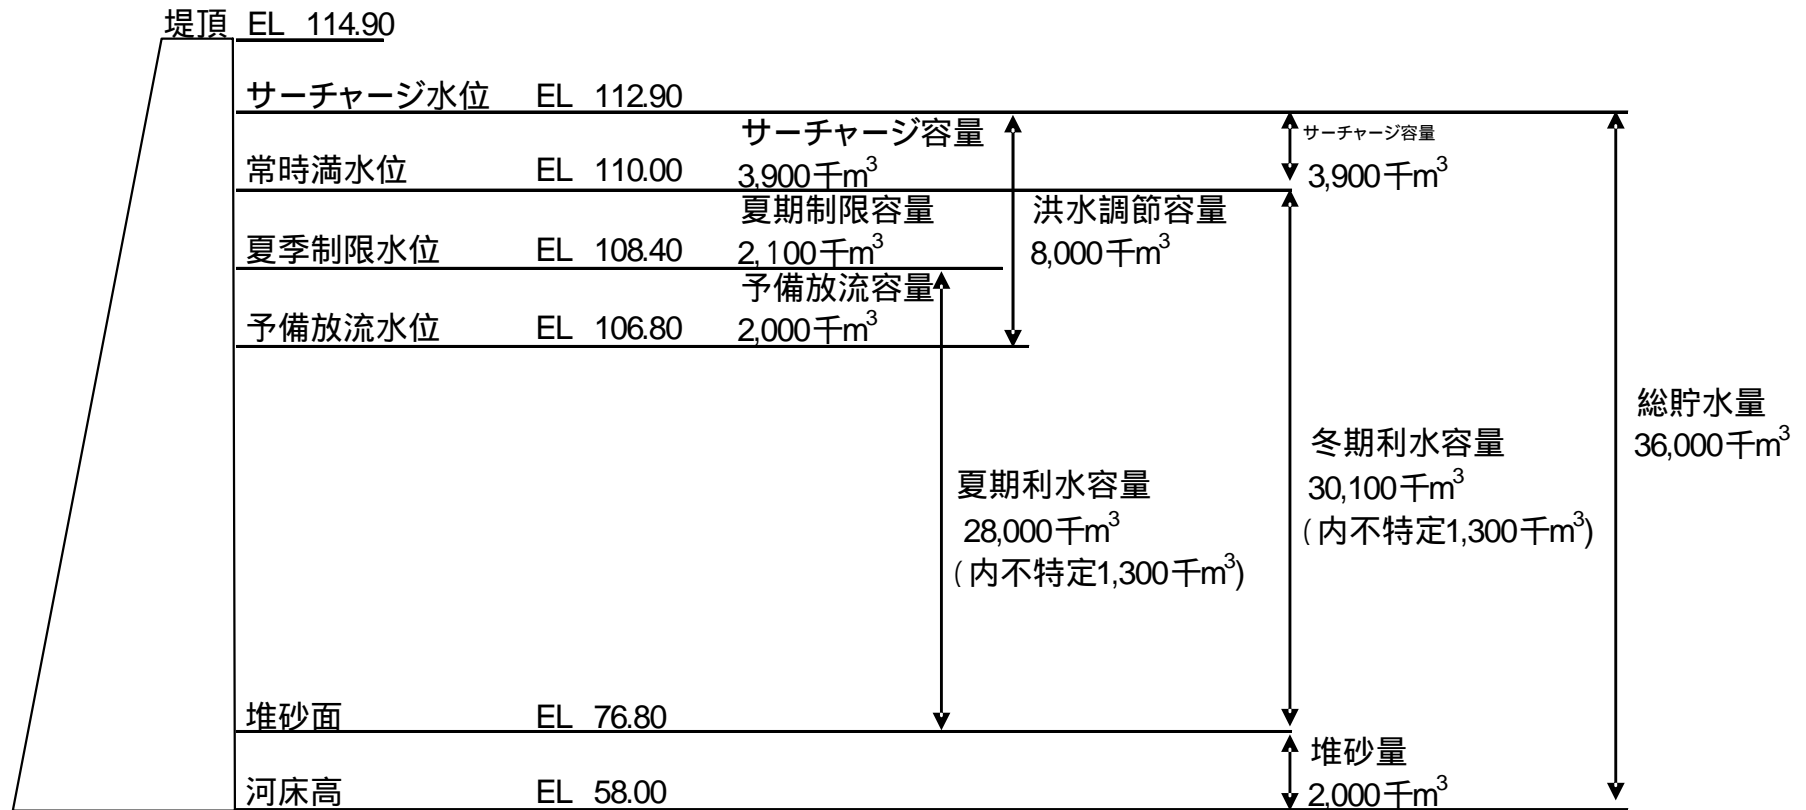 堤頂 EL 114.90
サーチャージ水位 EL 112.90
サーチャージ容量
3,900千m³
サーチャージ容量
3,900千m³
常時満水位 EL 110.00
夏期制限容量
2,100千m³
洪水調節容量
8,000千m³
夏季制限水位 EL 108.40
予備放流容量
2,000千m³
予備放流水位 EL 106.80
総貯水量
36,000千m³
冬期利水容量
30,100千m³
(内不特定1,300千m³)
夏期利水容量
28,000千m³
(内不特定1,300千m³)
堆砂面 EL 76.80
堆砂量
2,000千m³
河床高 EL 58.00